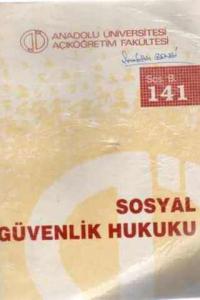 ANADOLU ÜNİVERSİTESİ
AÇIKÖĞRETİM FAKÜLTESİ
Sos. B.
141
SOSYAL
GÜVENLİK HUKUKU